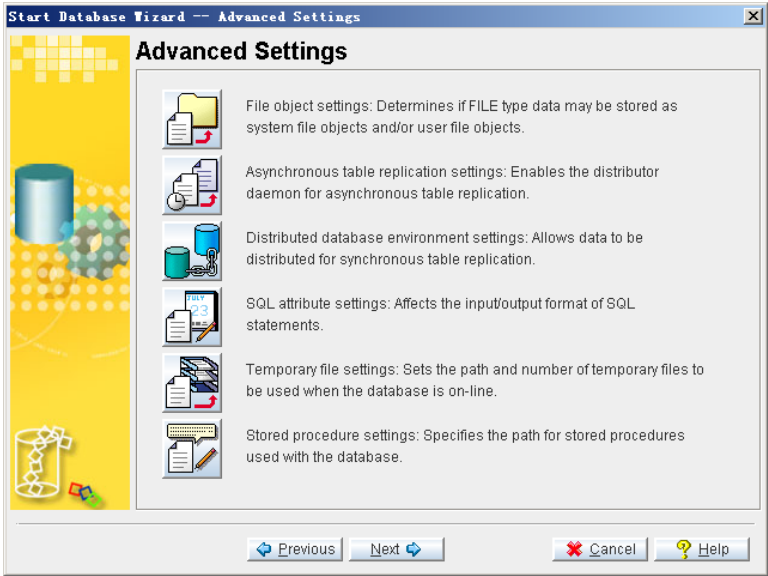 Start Database Wizard -- Advanced Settings
Advanced Settings
File object settings: Determines if FILE type data may be stored as
system file objects and/or user file objects.
Asynchronous table replication settings: Enables the distributor
daemon for asynchronous table replication.
Distributed database environment settings: Allows data to be
distributed for synchronous table replication.
JULY
23
SQL attribute settings: Affects the input/output format of SQL
statements.
Temporary file settings: Sets the path and number of temporary files to
be used when the database is on-line.
Stored procedure settings: Specifies the path for stored procedures
used with the database.
Previous
Next
Cancel
Help